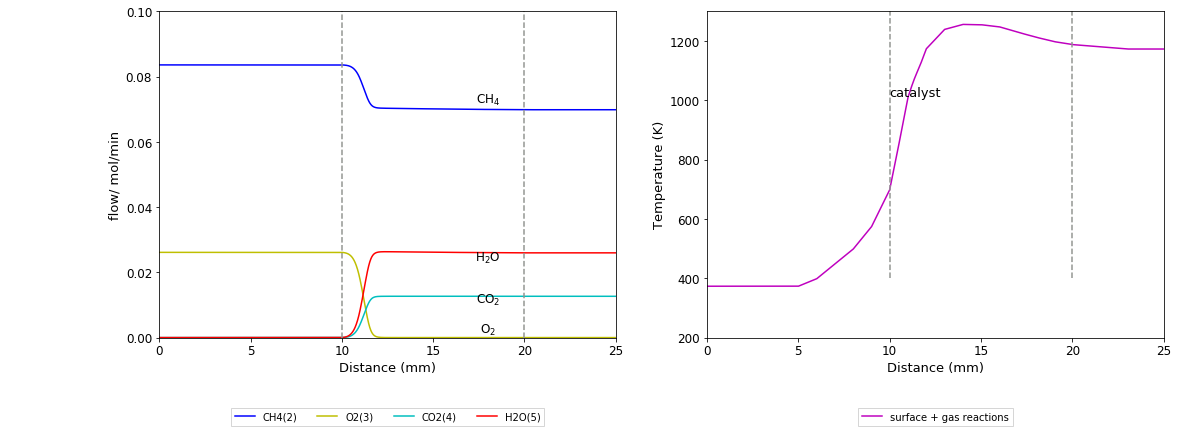 0.10
0.08
0.06
0.04
0.02
0.00
flow/ mol/min
CH₄
H₂O
CO₂
O₂
0 5 10 15 20 25
Distance (mm)
CH4(2) O2(3) CO2(4) H2O(5)
1200
1000
800
600
400
200
Temperature (K)
catalyst
0 5 10 15 20 25
Distance (mm)
surface + gas reactions